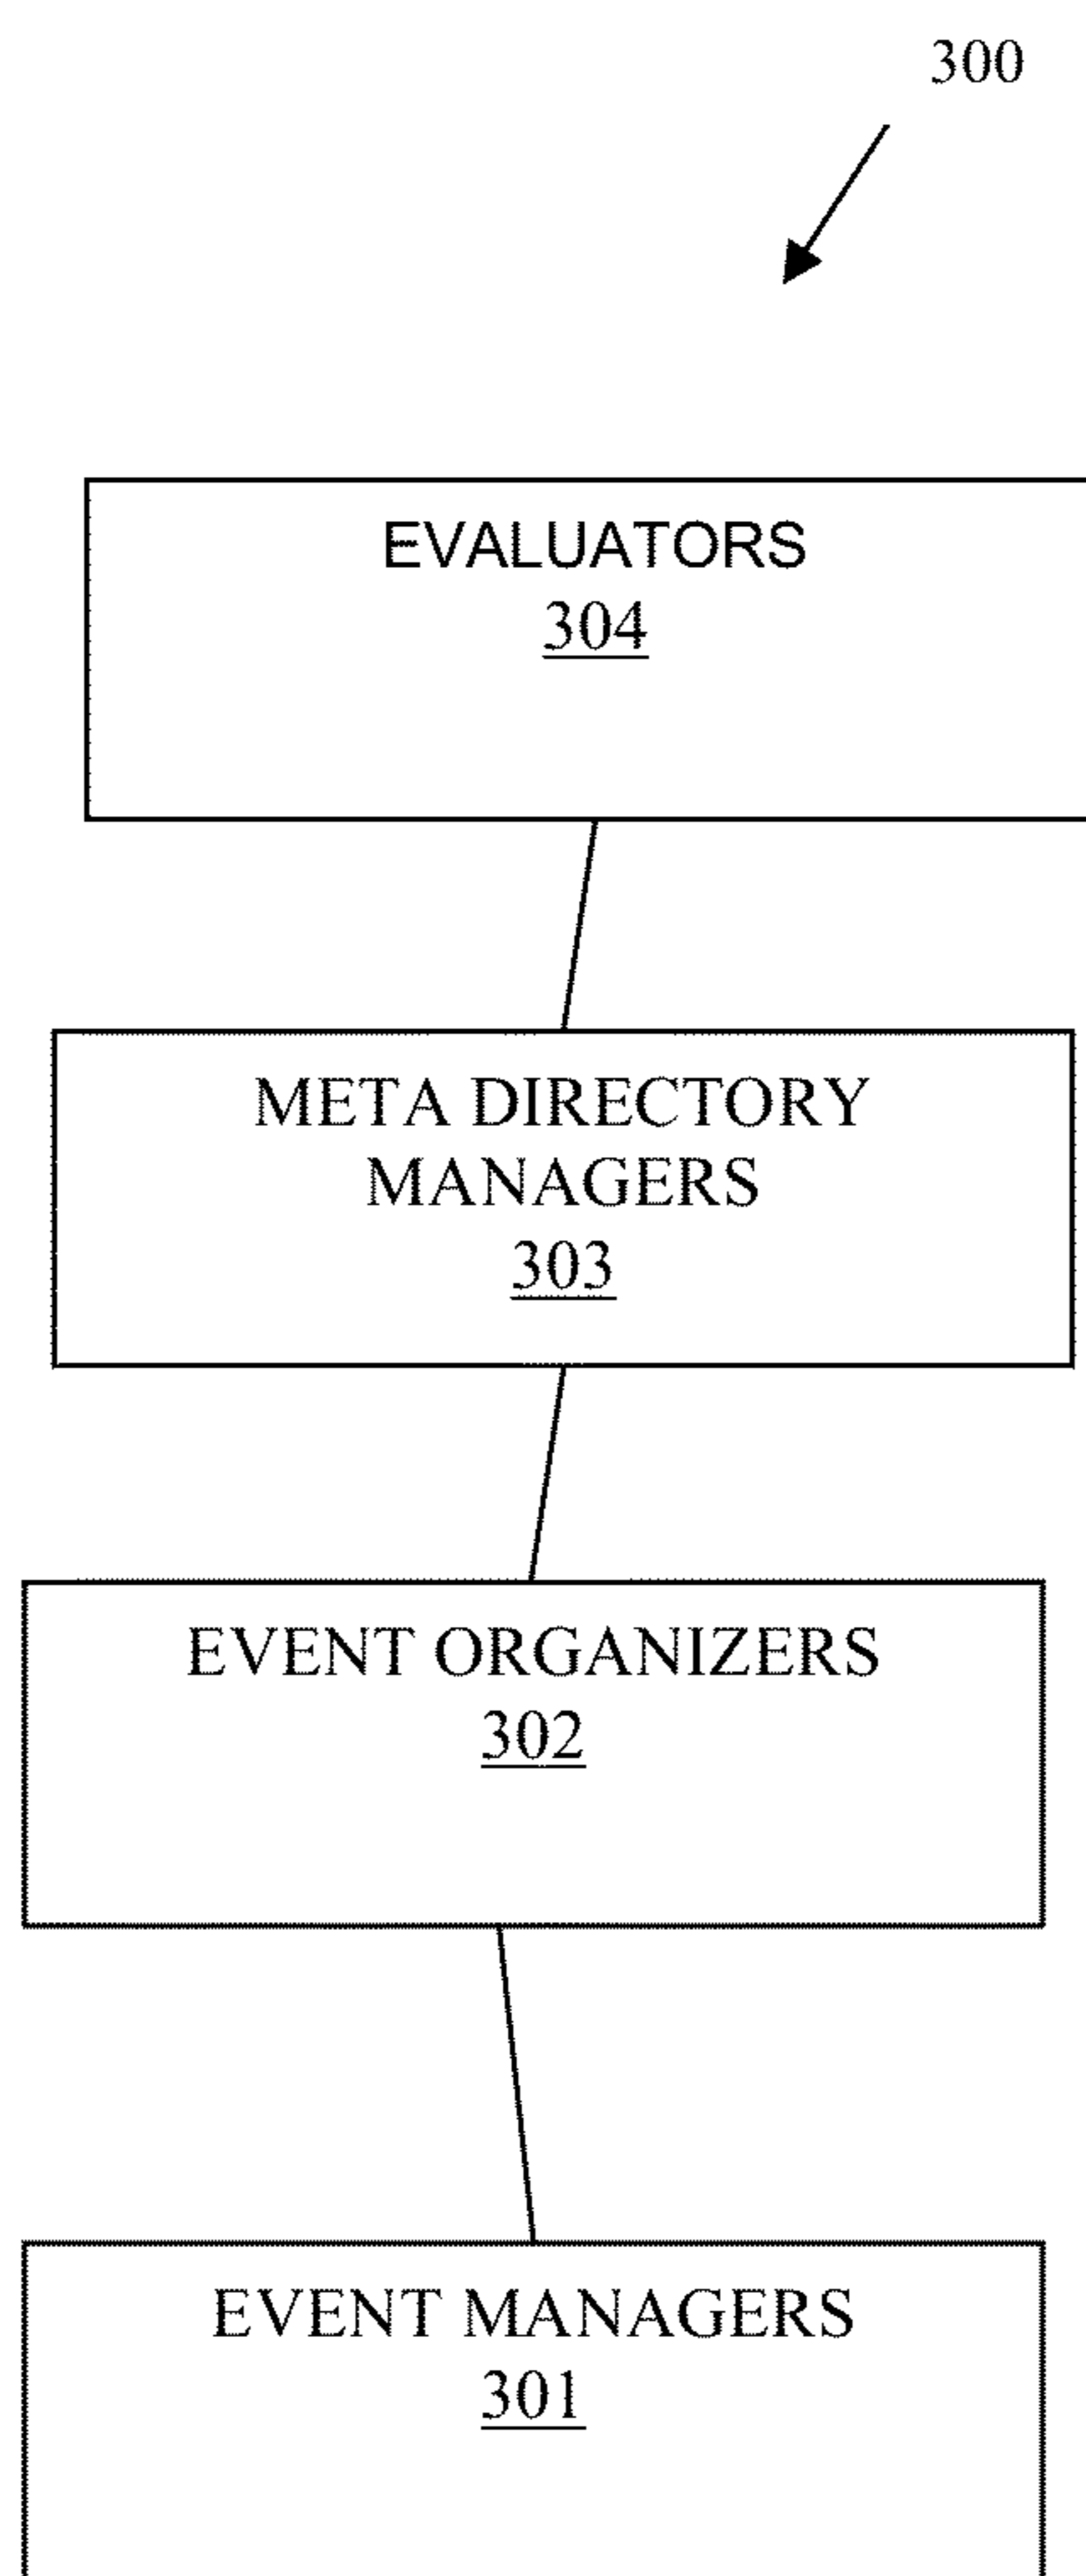 300
EVALUATORS
304
META DIRECTORY
MANAGERS
303
EVENT ORGANIZERS
302
EVENT MANAGERS
301